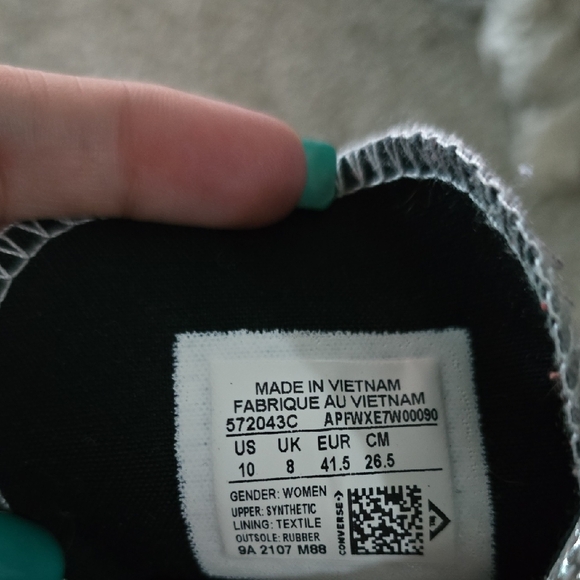 MADE IN VIETNAM
FABRIQUE AU VIETNAM
572043C APFWXE7W00090
US UK EUR CM
10 8 41.5 26.5
GENDER: WOMEN
UPPER: SYNTHETIC
LINING: TEXTILE
OUTSOLE: RUBBER
9A 2107 M88
CONVERSE